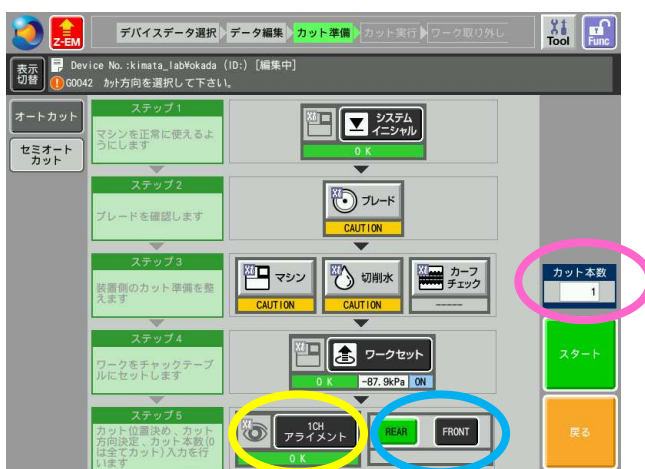 Z-EM
デバイスデータ選択
データ編集
カット準備
カット実行
ワーク取り外し
Tool
Func
表示
切替
Device No.:kimata_lab¥okada (ID:) [編集中]
G0042 カット方向を選択して下さい。
オートカット
セミオート
カット
ステップ1
マシンを正常に使えるよ
うにします
システム
イニシャル
OK
ステップ2
ブレードを確認します
ブレード
CAUTION
ステップ3
装置側のカット準備を整
えます
マシン
CAUTION
切削水
CAUTION
カーフ
チェック
-----
ステップ4
ワークをチャックテーブ
ルにセットします
ワークセット
OK
-87.9kPa
ON
ステップ5
カット位置決め、カット
方向決定、カット本数(0
は全てカット)入力を行
います
1CH
アライメント
OK
REAR
FRONT
カット本数
1
スタート
戻る